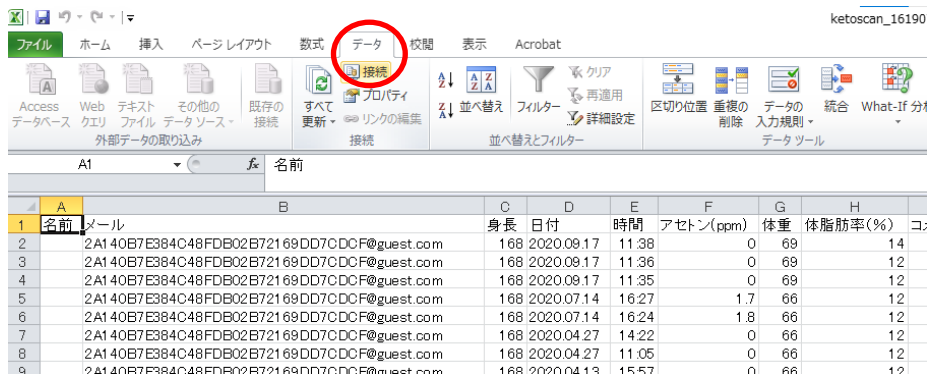 ketoscan_16190
ファイル ホーム 挿入 ページ レイアウト 数式 データ 校閲 表示 Acrobat
Access データベース Web クエリ テキスト ファイル その他の データ ソース 既存の 接続
外部データの取り込み
すべて 更新 接続 プロパティ リンクの編集
接続
並べ替え フィルター クリア 再適用 詳細設定
並べ替えとフィルター
区切り位置 重複の 削除 データの 入力規則 統合 What-If 分析
データ ツール
A1 fx 名前
A B C D E F G H
1 名前 メール 身長 日付 時間 アセトン(ppm) 体重 体脂肪率(%)
2 2A140B7E384C48FDB02B72169DD7CDCF@guest.com 168 2020.09.17 11:38 0 69 14
3 2A140B7E384C48FDB02B72169DD7CDCF@guest.com 168 2020.09.17 11:36 0 69 12
4 2A140B7E384C48FDB02B72169DD7CDCF@guest.com 168 2020.09.17 11:35 0 69 12
5 2A140B7E384C48FDB02B72169DD7CDCF@guest.com 168 2020.07.14 16:27 1.7 66 12
6 2A140B7E384C48FDB02B72169DD7CDCF@guest.com 168 2020.07.14 16:24 1.8 66 12
7 2A140B7E384C48FDB02B72169DD7CDCF@guest.com 168 2020.04.27 14:22 0 66 12
8 2A140B7E384C48FDB02B72169DD7CDCF@guest.com 168 2020.04.27 11:05 0 66 12
9 2A140B7E384C48FDB02B72169DD7CDCF@guest.com 168 2020.04.13 15:57 0 66 12